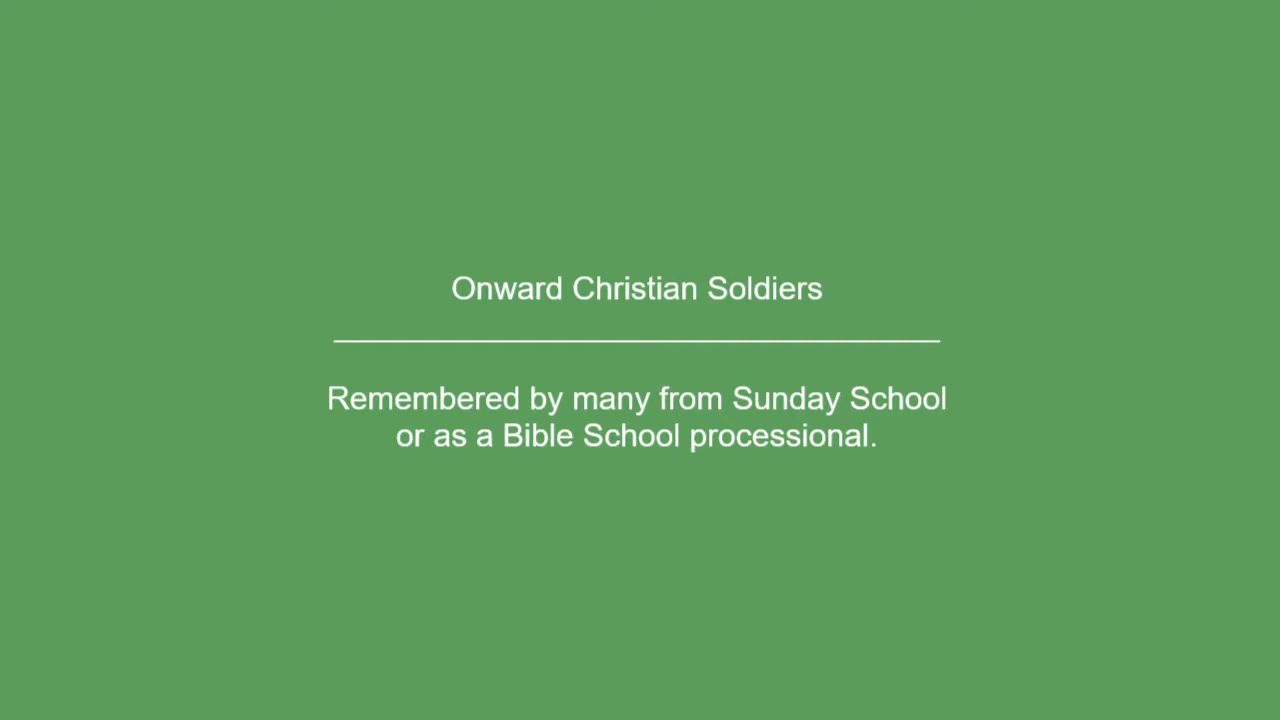 Onward Christian Soldiers
Remembered by many from Sunday School
or as a Bible School processional.